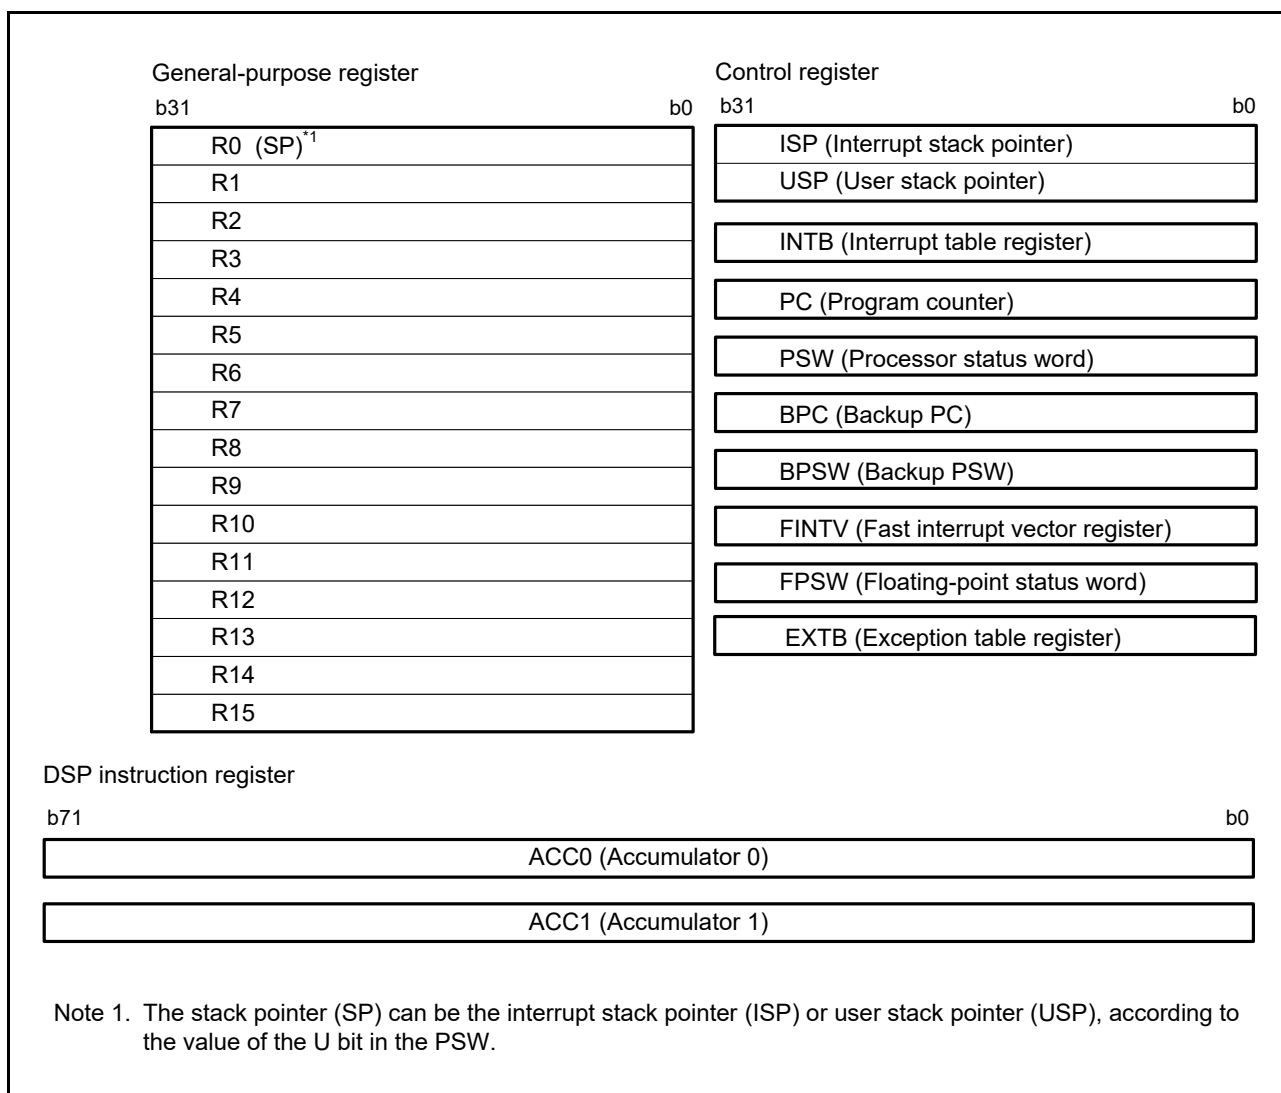 General-purpose register
b31 b0
R0 (SP)*1
R1
R2
R3
R4
R5
R6
R7
R8
R9
R10
R11
R12
R13
R14
R15
Control register
b31 b0
ISP (Interrupt stack pointer)
USP (User stack pointer)
INTB (Interrupt table register)
PC (Program counter)
PSW (Processor status word)
BPC (Backup PC)
BPSW (Backup PSW)
FINTV (Fast interrupt vector register)
FPSW (Floating-point status word)
EXTB (Exception table register)
DSP instruction register
b71 b0
ACC0 (Accumulator 0)
ACC1 (Accumulator 1)
Note 1. The stack pointer (SP) can be the interrupt stack pointer (ISP) or user stack pointer (USP), according to
the value of the U bit in the PSW.